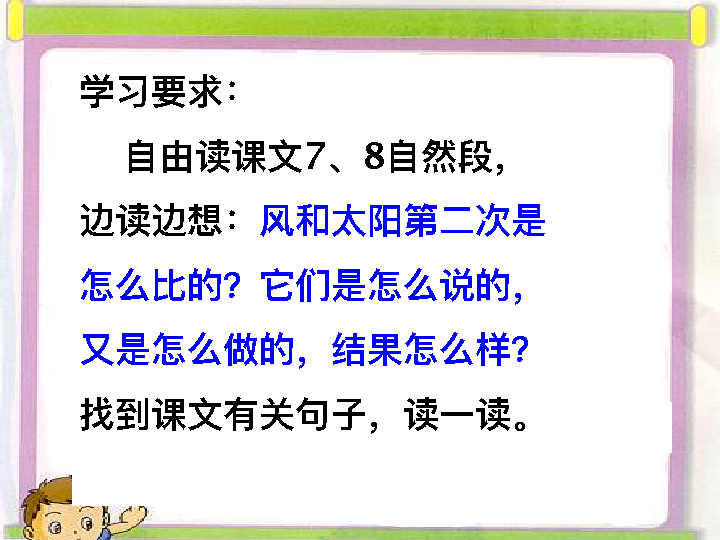 学习要求：
自由读课文7、8自然段，
边读边想：风和太阳第二次是
怎么比的？它们是怎么说的，
又是怎么做的，结果怎么样？
找到课文有关句子，读一读。